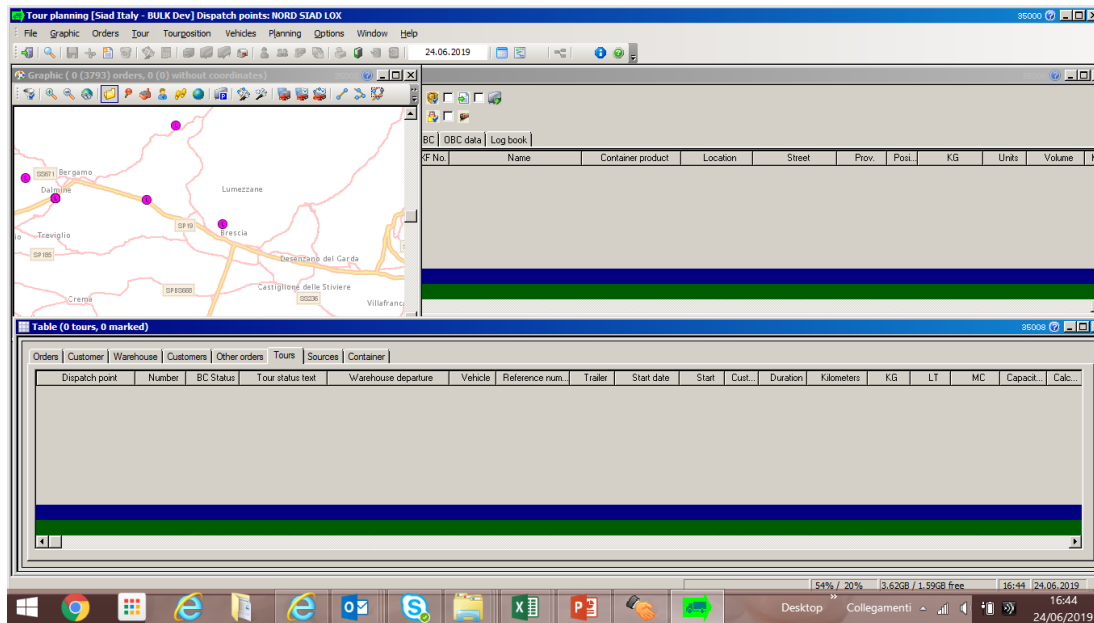 Tour planning [Siad Italy - BULK Dev] Dispatch points: NORD SIAD LOX 35000
File Graphic Orders Tour Tourposition Vehicles Planning Options Window Help
24.06.2019
Graphic ( 0 (3793) orders, 0 (0) without coordinates)
BC OBC data Log book
KF No. Name Container product Location Street Prov. Posi... KG Units Volume
SS671 Bergamo
Dalmine
Lumezzane
SP19
Brescia
Treviglio
SP185
Desenzano del Garda
Castiglione delle Stiviere
SS236
Crema
Villafranc
Table (0 tours, 0 marked) 35008
Orders Customer Warehouse Customers Other orders Tours Sources Container
Dispatch point Number BC Status Tour status text Warehouse departure Vehicle Reference num... Trailer Start date Start Cust... Duration Kilometers KG LT MC Capacit... Calc...
54% / 20% 3.62GB / 1.59GB free 16:44 24.06.2019
Desktop Collegamenti 16:44
24/06/2019